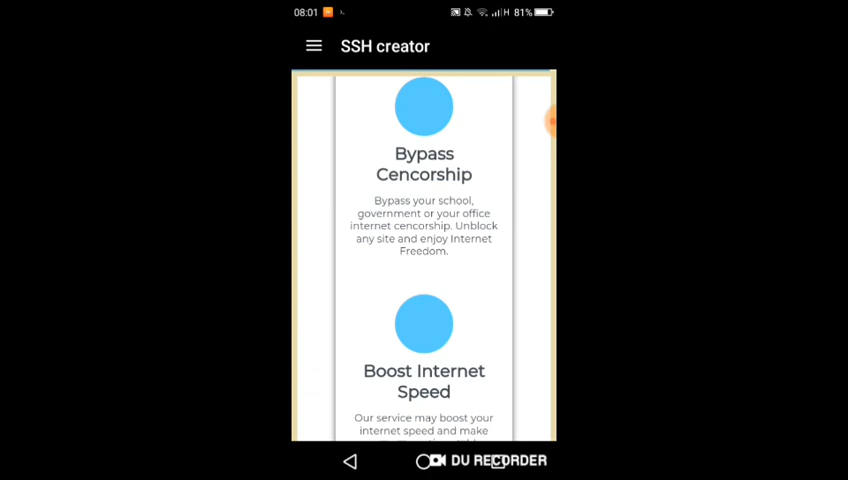 08:01
H 81%
SSH creator
Bypass
Cencorship
Bypass your school,
government or your office
internet cencorship. Unblock
any site and enjoy Internet
Freedom.
Boost Internet
Speed
Our service may boost your
internet speed and make
DU RECORDER